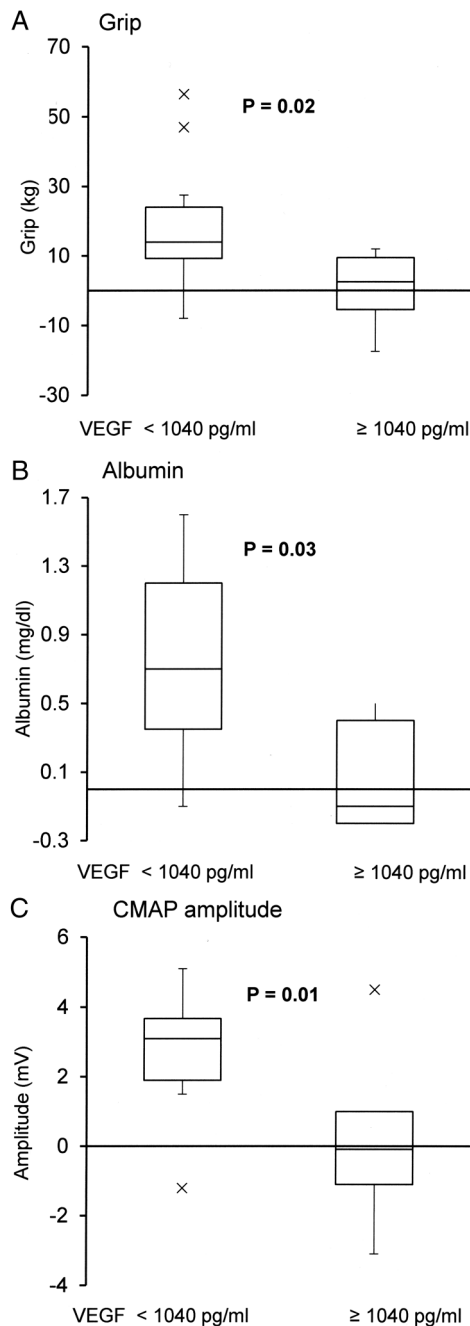 A Grip
70
P = 0.02
50
30
Grip (kg)
10
-10
-30
VEGF < 1040 pg/ml ≥ 1040 pg/ml
B Albumin
1.7
P = 0.03
1.3
0.9
Albumin (mg/dl)
0.5
0.1
-0.3
VEGF < 1040 pg/ml ≥ 1040 pg/ml
C CMAP amplitude
6
P = 0.01
4
2
Amplitude (mV)
0
-2
-4
VEGF < 1040 pg/ml ≥ 1040 pg/ml